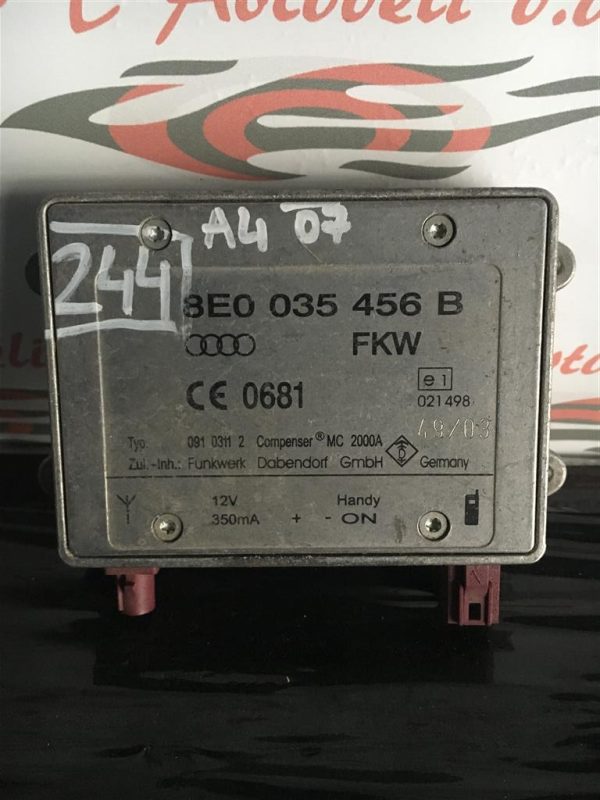 A4 07
244
8E0 035 456 B
FKW
CE 0681
e1
021498
49/03
Typ. 091 0311 2 Compenser® MC 2000A
Zul.-Inh.: Funkwerk Dabendorf GmbH Germany
12V Handy
350mA + - ON